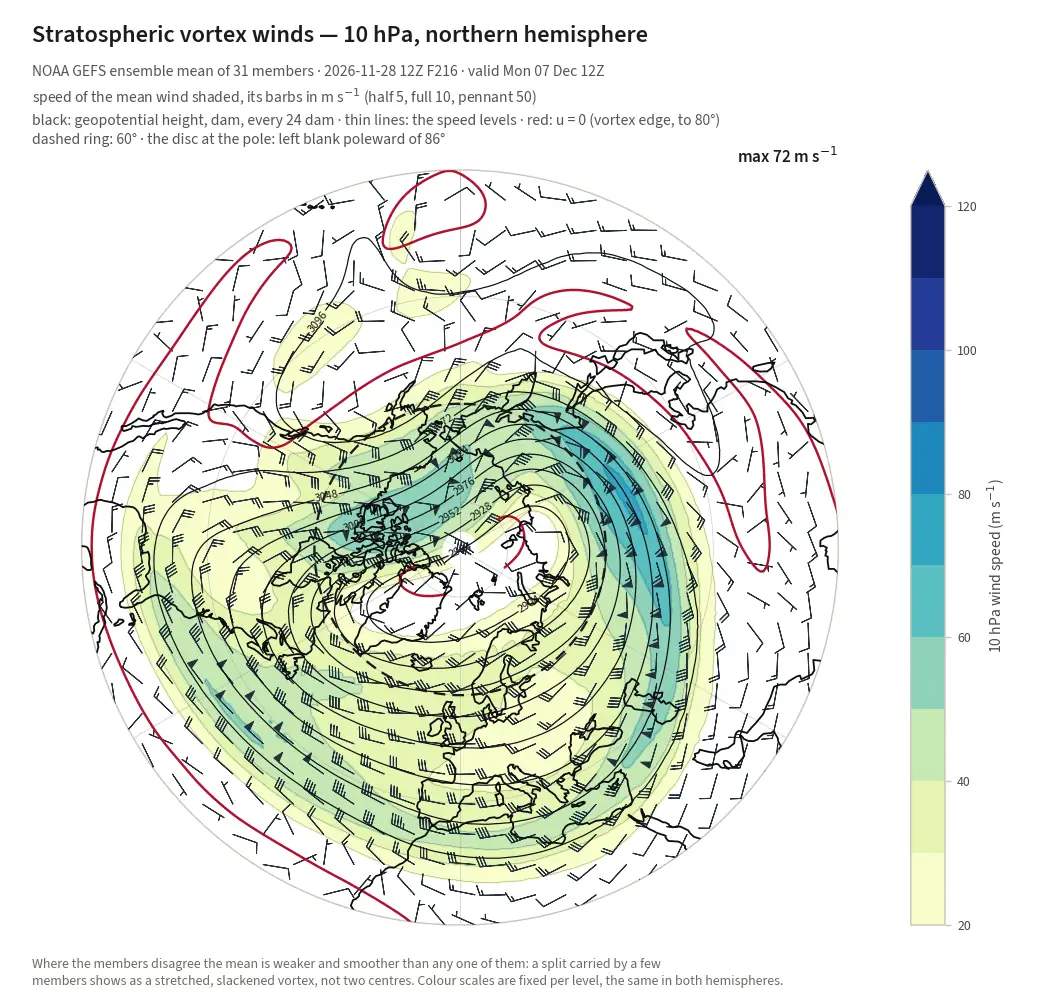 Stratospheric vortex winds — 10 hPa, northern hemisphere
NOAA GEFS ensemble mean of 31 members · 2026-11-28 12Z F216 · valid Mon 07 Dec 12Z
speed of the mean wind shaded, its barbs in m s⁻¹ (half 5, full 10, pennant 50)
black: geopotential height, dam, every 24 dam · thin lines: the speed levels · red: u = 0 (vortex edge, to 80°)
dashed ring: 60° · the disc at the pole: left blank poleward of 86°
max 72 m s⁻¹
120
100
80
60
40
20
10 hPa wind speed (m s⁻¹)
3096
3048
2976
2952
2928
Where the members disagree the mean is weaker and smoother than any one of them: a split carried by a few
members shows as a stretched, slackened vortex, not two centres. Colour scales are fixed per level, the same in both hemispheres.